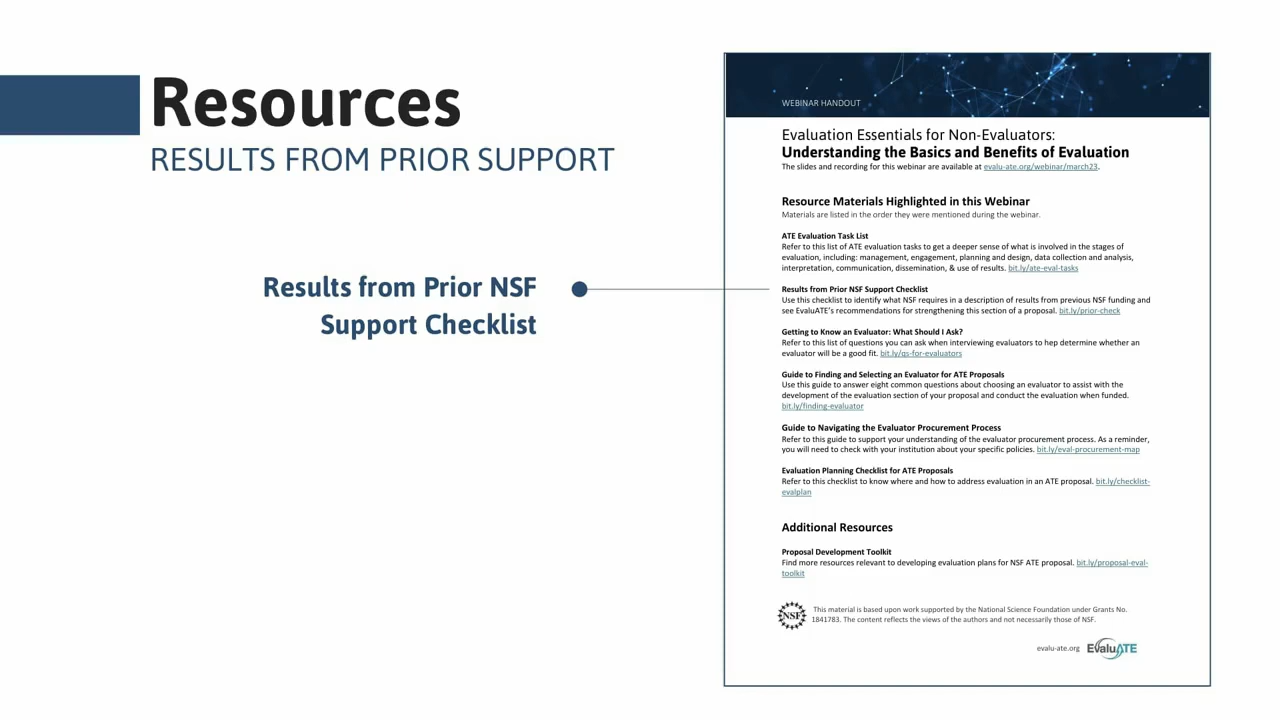 Resources
RESULTS FROM PRIOR SUPPORT
Results from Prior NSF
Support Checklist
WEBINAR HANDOUT
Evaluation Essentials for Non-Evaluators:
Understanding the Basics and Benefits of Evaluation
The slides and recording for this webinar are available at evalu-ate.org/webinar/march23.
Resource Materials Highlighted in this Webinar
Materials are listed in the order they were mentioned during the webinar.
ATE Evaluation Task List
Refer to this list of ATE evaluation tasks to get a deeper sense of what is involved in the stages of
evaluation, including: management, engagement, planning and design, data collection and analysis,
interpretation, communication, dissemination, & use of results. bit.ly/ate-eval-tasks
Results from Prior NSF Support Checklist
Use this checklist to identify what NSF requires in a description of results from previous NSF funding and
see EvaluATE's recommendations for strengthening this section of a proposal. bit.ly/prior-check
Getting to Know an Evaluator: What Should I Ask?
Refer to this list of questions you can ask when interviewing evaluators to hep determine whether an
evaluator will be a good fit. bit.ly/qs-for-evaluators
Guide to Finding and Selecting an Evaluator for ATE Proposals
Use this guide to answer eight common questions about choosing an evaluator to assist with the
development of the evaluation section of your proposal and conduct the evaluation when funded.
bit.ly/finding-evaluator
Guide to Navigating the Evaluator Procurement Process
Refer to this guide to support your understanding of the evaluator procurement process. As a reminder,
you will need to check with your institution about your specific policies. bit.ly/eval-procurement-map
Evaluation Planning Checklist for ATE Proposals
Refer to this checklist to know where and how to address evaluation in an ATE proposal. bit.ly/checklist-
evalplan
Additional Resources
Proposal Development Toolkit
Find more resources relevant to developing evaluation plans for NSF ATE proposal. bit.ly/proposal-eval-
toolkit
NSF
This material is based upon work supported by the National Science Foundation under Grants No.
1841783. The content reflects the views of the authors and not necessarily those of NSF.
evalu-ate.org EvaluATE